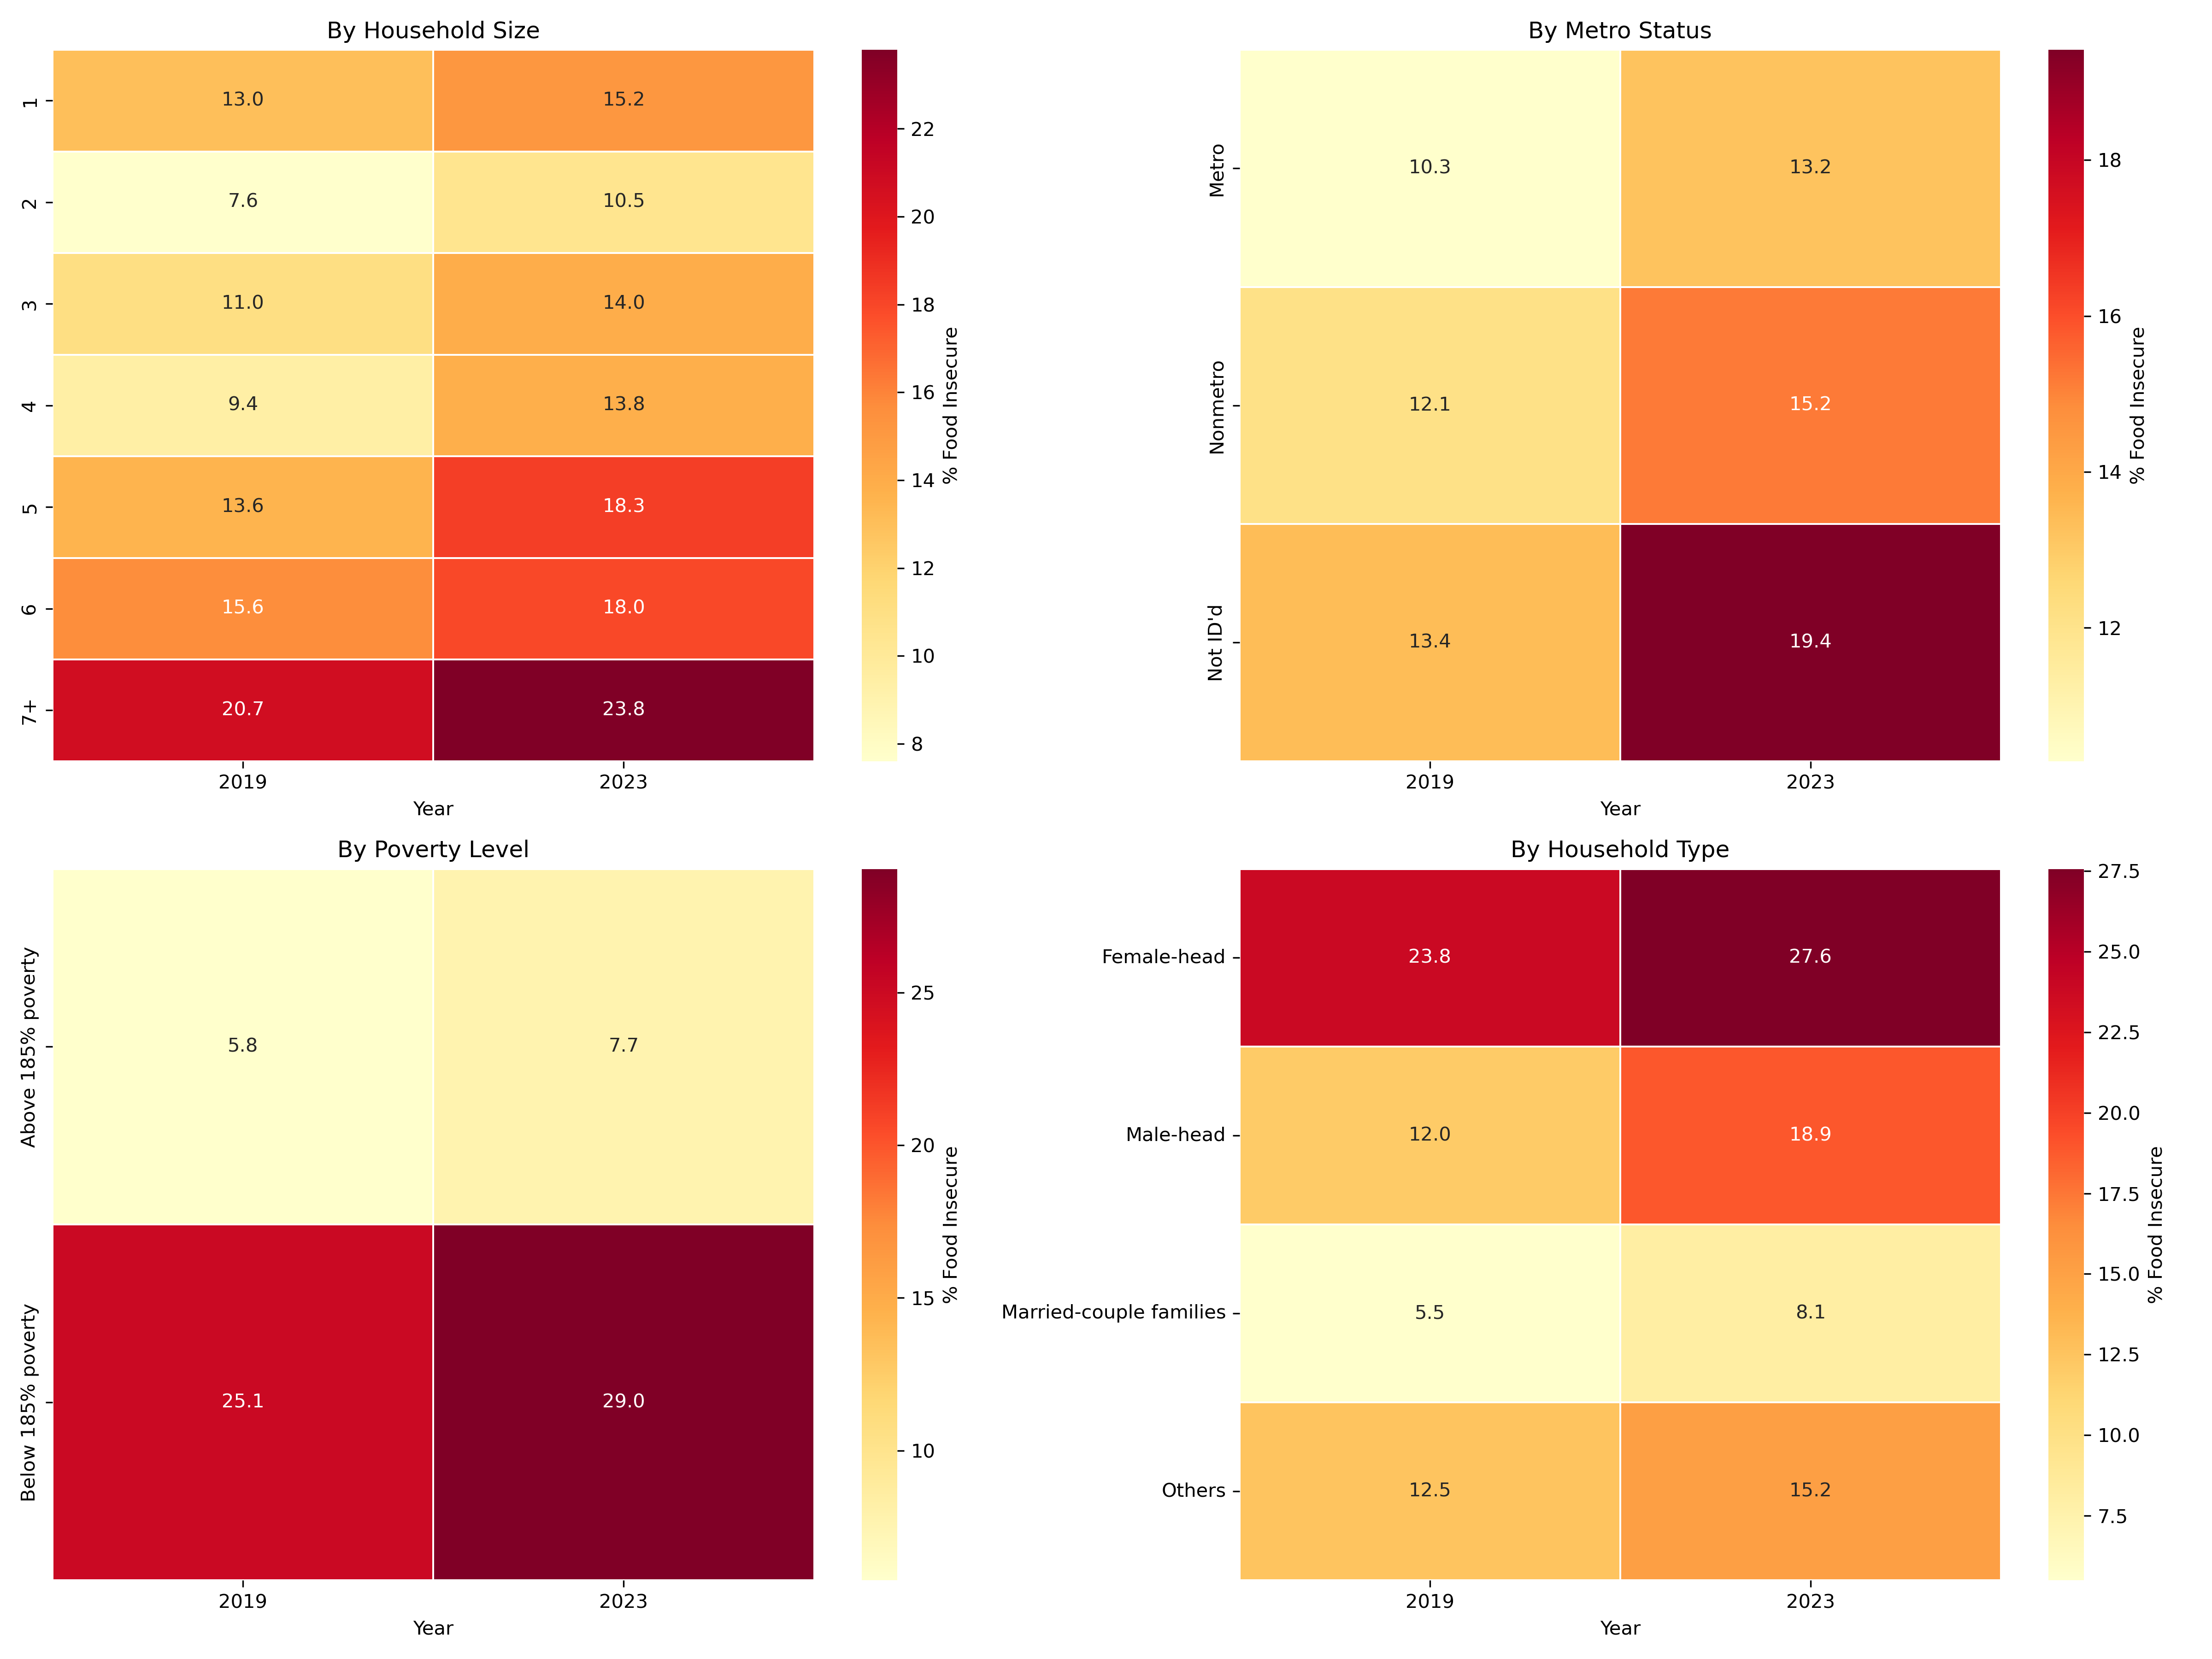 By Household Size
1 13.0 15.2
2 7.6 10.5
3 11.0 14.0
4 9.4 13.8
5 13.6 18.3
6 15.6 18.0
7+ 20.7 23.8
2019 2023
Year
22
20
18
16
14
12
10
8
% Food Insecure
By Metro Status
Metro 10.3 13.2
Nonmetro 12.1 15.2
Not ID'd 13.4 19.4
2019 2023
Year
18
16
14
12
% Food Insecure
By Poverty Level
Above 185% poverty 5.8 7.7
Below 185% poverty 25.1 29.0
2019 2023
Year
25
20
15
10
% Food Insecure
By Household Type
Female-head 23.8 27.6
Male-head 12.0 18.9
Married-couple families 5.5 8.1
Others 12.5 15.2
2019 2023
Year
27.5
25.0
22.5
20.0
17.5
15.0
12.5
10.0
7.5
% Food Insecure